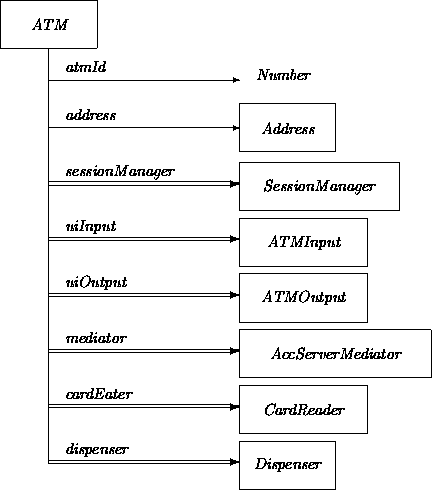 ATM
atmId
Number
address
Address
sessionManager
SessionManager
uiInput
ATMInput
uiOutput
ATMOutput
mediator
AccServerMediator
cardEater
CardReader
dispenser
Dispenser